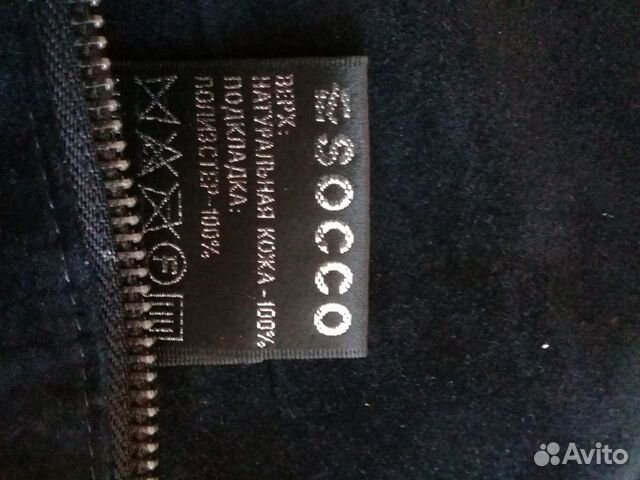 SOCCO
ВЕРХ:
НАТУРАЛЬНАЯ КОЖА-100%
ПОДКЛАДКА:
ПОЛИЭСТЕР-100%
F
Avito